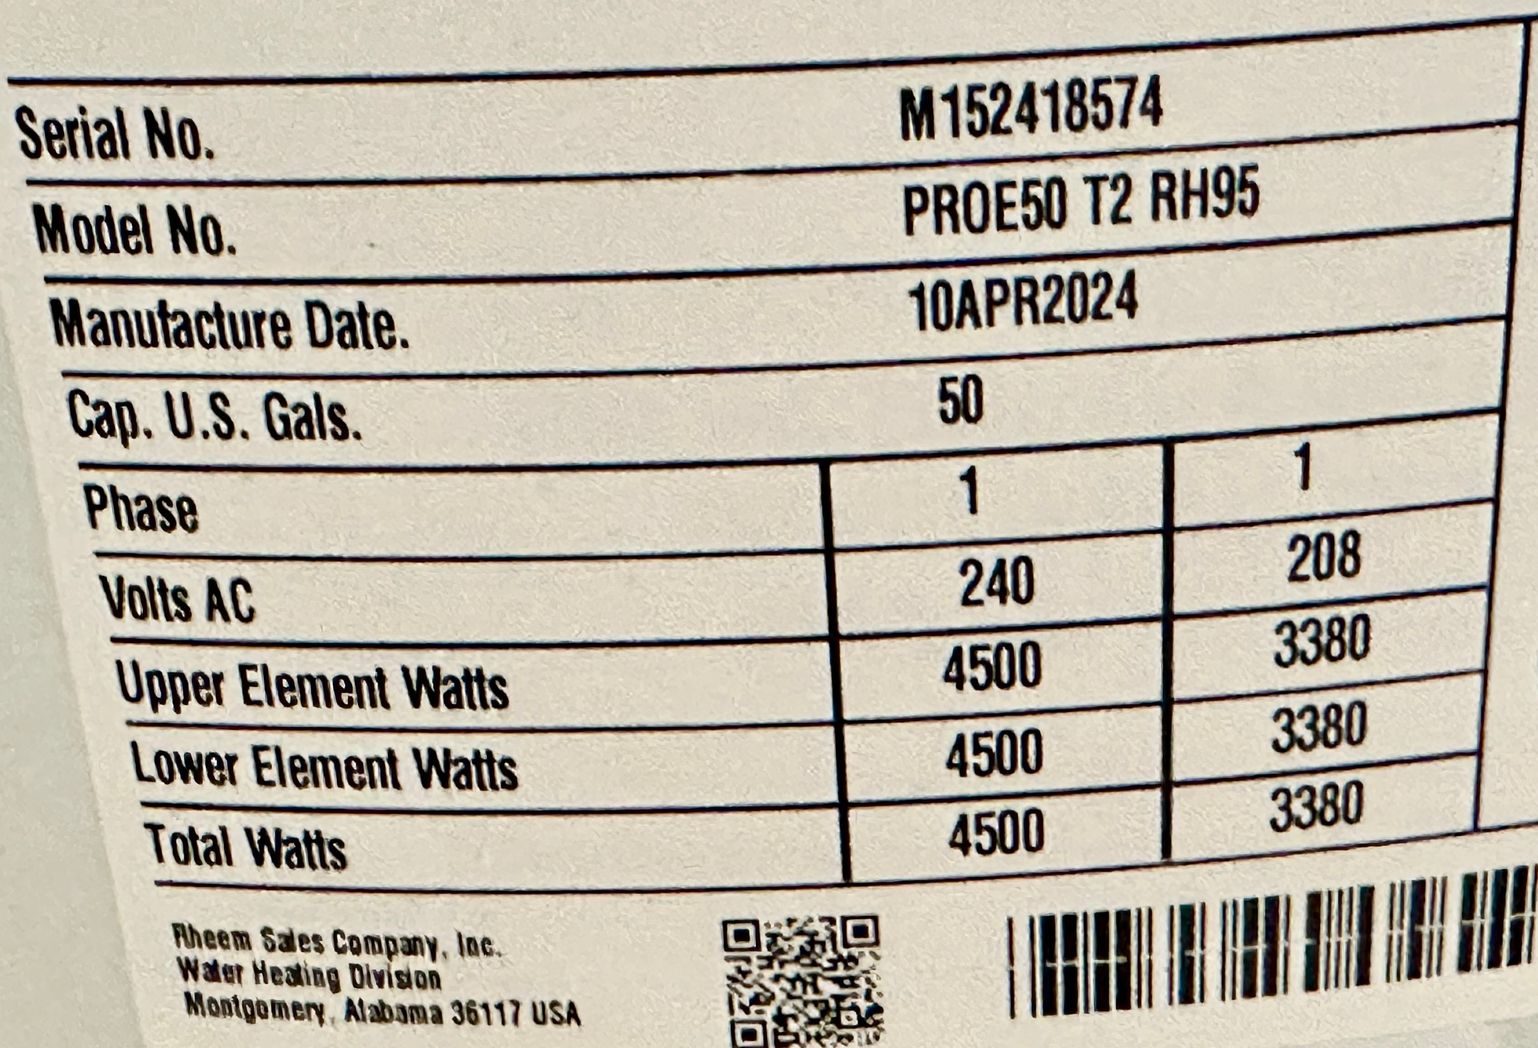 Serial No. M152418574
Model No. PROE50 T2 RH95
Manufacture Date. 10APR2024
Cap. U.S. Gals. 50
Phase 1 1
Volts AC 240 208
Upper Element Watts 4500 3380
Lower Element Watts 4500 3380
Total Watts 4500 3380
Rheem Sales Company, Inc.
Water Heating Division
Montgomery, Alabama 36117 USA